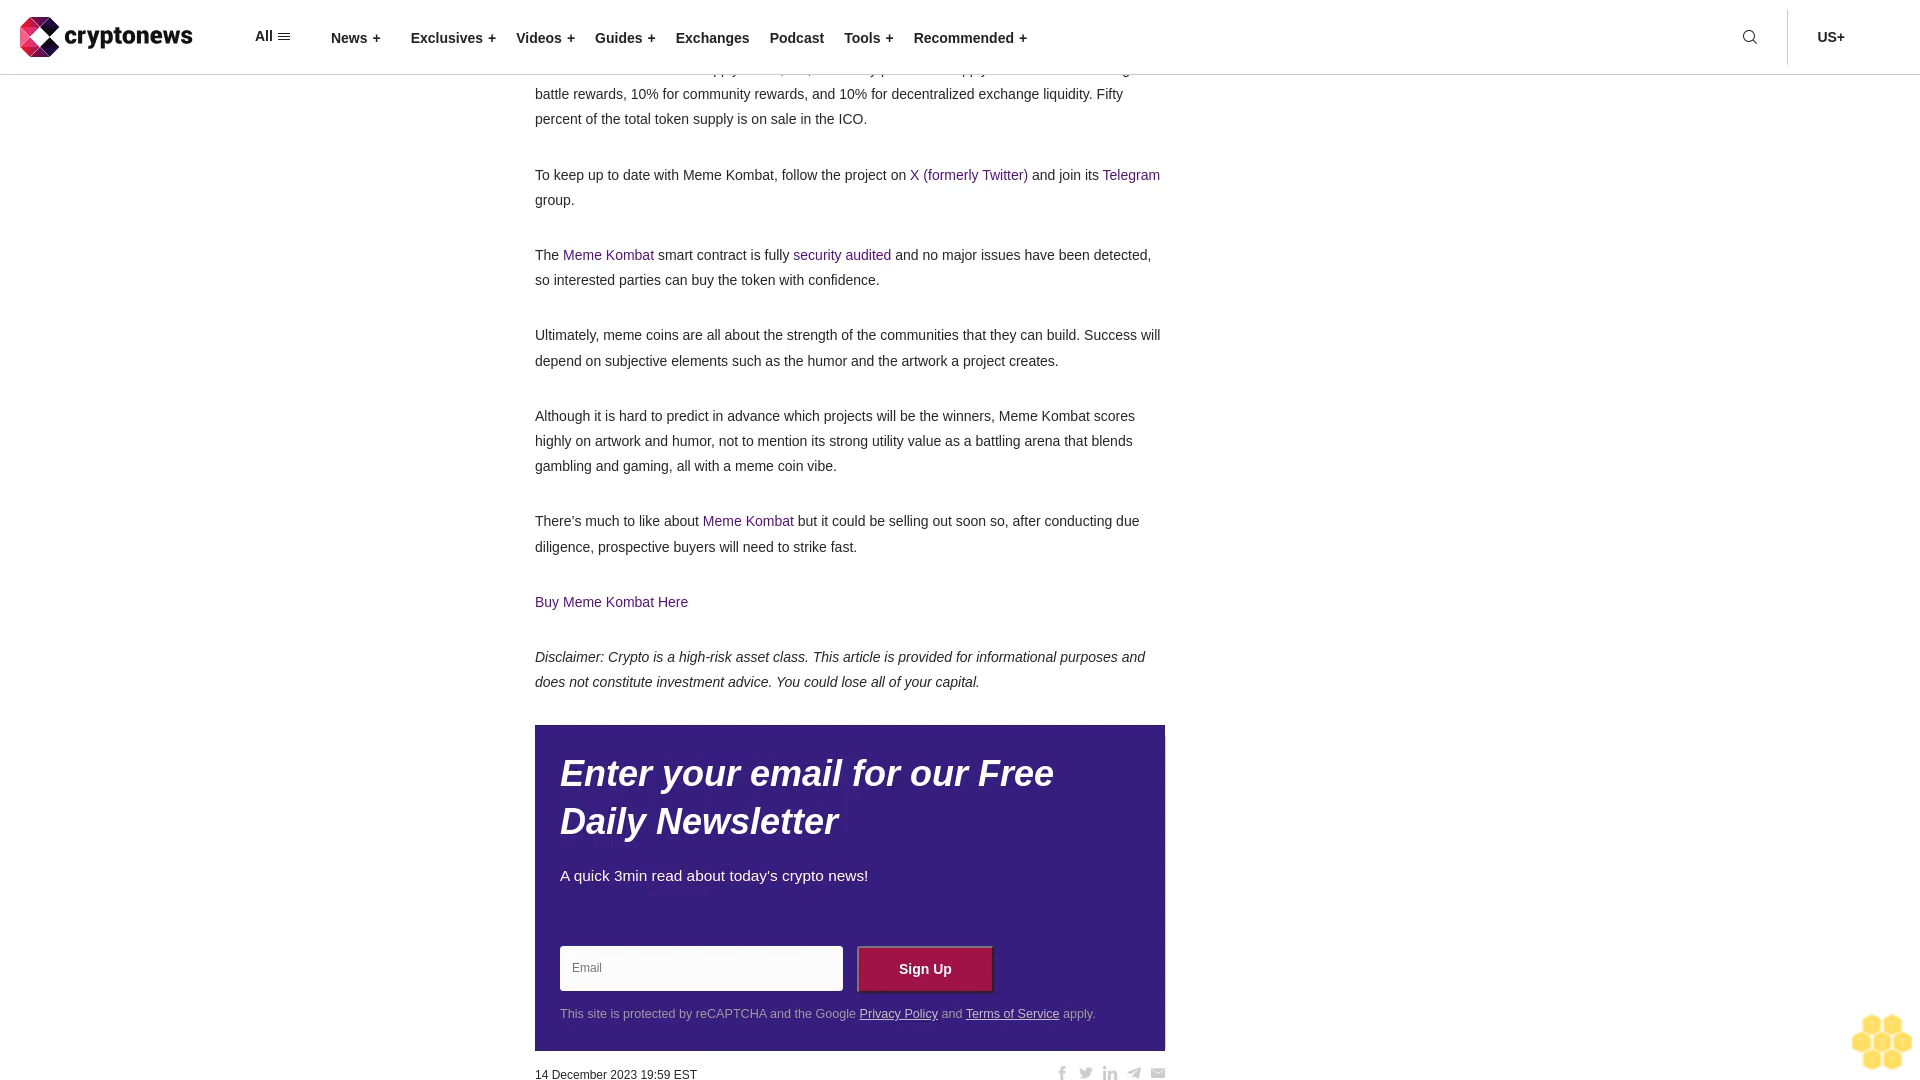 cryptonews
All
News +
Exclusives +
Videos +
Guides +
Exchanges
Podcast
Tools +
Recommended +
US+
battle rewards, 10% for community rewards, and 10% for decentralized exchange liquidity. Fifty
percent of the total token supply is on sale in the ICO.
To keep up to date with Meme Kombat, follow the project on X (formerly Twitter) and join its Telegram
group.
The Meme Kombat smart contract is fully security audited and no major issues have been detected,
so interested parties can buy the token with confidence.
Ultimately, meme coins are all about the strength of the communities that they can build. Success will
depend on subjective elements such as the humor and the artwork a project creates.
Although it is hard to predict in advance which projects will be the winners, Meme Kombat scores
highly on artwork and humor, not to mention its strong utility value as a battling arena that blends
gambling and gaming, all with a meme coin vibe.
There’s much to like about Meme Kombat but it could be selling out soon so, after conducting due
diligence, prospective buyers will need to strike fast.
Buy Meme Kombat Here
Disclaimer: Crypto is a high-risk asset class. This article is provided for informational purposes and
does not constitute investment advice. You could lose all of your capital.
Enter your email for our Free
Daily Newsletter
A quick 3min read about today's crypto news!
Email
Sign Up
This site is protected by reCAPTCHA and the Google Privacy Policy and Terms of Service apply.
14 December 2023 19:59 EST